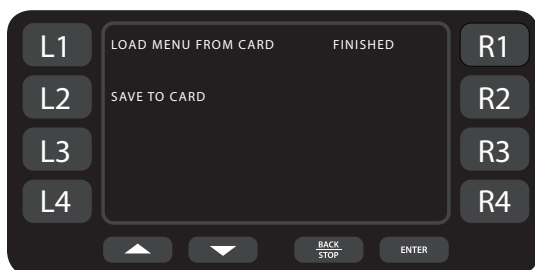 L1 LOAD MENU FROM CARD FINISHED R1
L2 SAVE TO CARD R2
L3 R3
L4 R4
BACK STOP ENTER